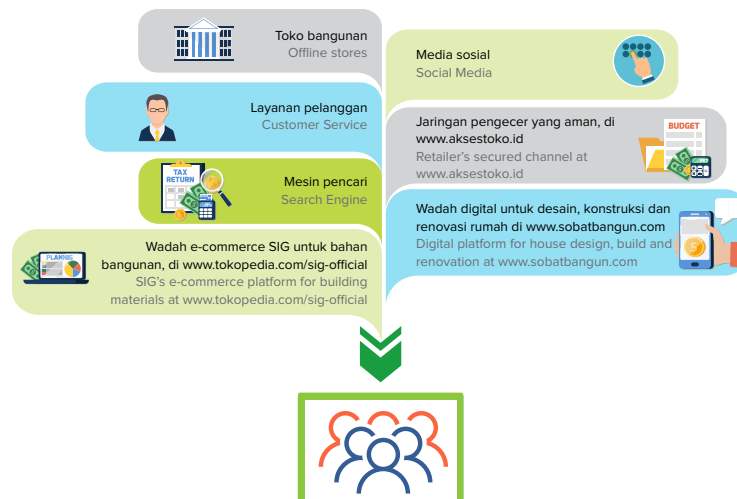 Toko bangunan
Offline stores
Media sosial
Social Media
Layanan pelanggan
Customer Service
Jaringan pengecer yang aman, di
www.aksestoko.id
Retailer's secured channel at
www.aksestoko.id
BUDGET
TAX
RETURN
Mesin pencari
Search Engine
Wadah digital untuk desain, konstruksi dan
renovasi rumah di www.sobatbangun.com
Digital platform for house design, build and
renovation at www.sobatbangun.com
PLANNIG
Wadah e-commerce SIG untuk bahan
bangunan, di www.tokopedia.com/sig-official
SIG's e-commerce platform for building
materials at www.tokopedia.com/sig-official